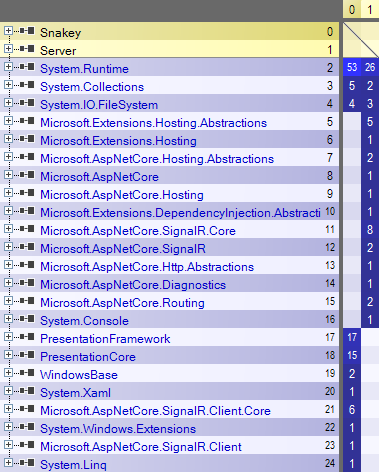 0 1
Snakey 0
Server 1
System.Runtime 2 53 26
System.Collections 3 5 2
System.IO.FileSystem 4 4 3
Microsoft.Extensions.Hosting.Abstractions 5 5
Microsoft.Extensions.Hosting 6 1
Microsoft.AspNetCore.Hosting.Abstractions 7 2
Microsoft.AspNetCore 8 1
Microsoft.AspNetCore.Hosting 9 1
Microsoft.Extensions.DependencyInjection.Abstracti 10 1
Microsoft.AspNetCore.SignalR.Core 11 8
Microsoft.AspNetCore.SignalR 12 2
Microsoft.AspNetCore.Http.Abstractions 13 1
Microsoft.AspNetCore.Diagnostics 14 1
Microsoft.AspNetCore.Routing 15 2
System.Console 16 1
PresentationFramework 17 17
PresentationCore 18 15
WindowsBase 19 2
System.Xaml 20 1
Microsoft.AspNetCore.SignalR.Client.Core 21 6
System.Windows.Extensions 22 1
Microsoft.AspNetCore.SignalR.Client 23 1
System.Linq 24 1